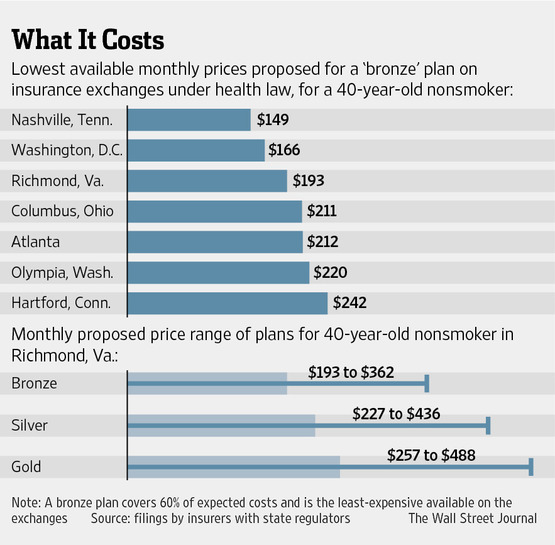 What It Costs
Lowest available monthly prices proposed for a ‘bronze’ plan on
insurance exchanges under health law, for a 40-year-old nonsmoker:
Nashville, Tenn. $149
Washington, D.C. $166
Richmond, Va. $193
Columbus, Ohio $211
Atlanta $212
Olympia, Wash. $220
Hartford, Conn. $242
Monthly proposed price range of plans for 40-year-old nonsmoker in
Richmond, Va.:
Bronze $193 to $362
Silver $227 to $436
Gold $257 to $488
Note: A bronze plan covers 60% of expected costs and is the least-expensive available on the
exchanges Source: filings by insurers with state regulators The Wall Street Journal